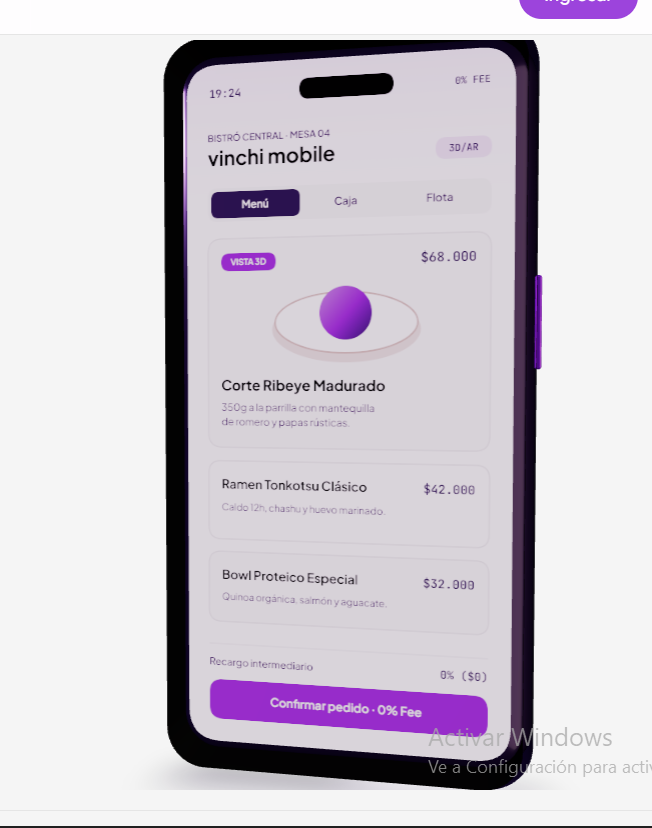 Ingresar
19:24
0% FEE
BISTRÓ CENTRAL · MESA 04
vinchi mobile
3D/AR
Menú
Caja
Flota
VISTA 3D
$68.000
Corte Ribeye Madurado
350g a la parrilla con mantequilla
de romero y papas rústicas.
Ramen Tonkotsu Clásico
$42.000
Caldo 12h, chashu y huevo marinado.
Bowl Proteico Especial
$32.000
Quinoa orgánica, salmón y aguacate.
Recargo intermediario
0% ($0)
Confirmar pedido · 0% Fee
Activar Windows
Ve a Configuración para activ